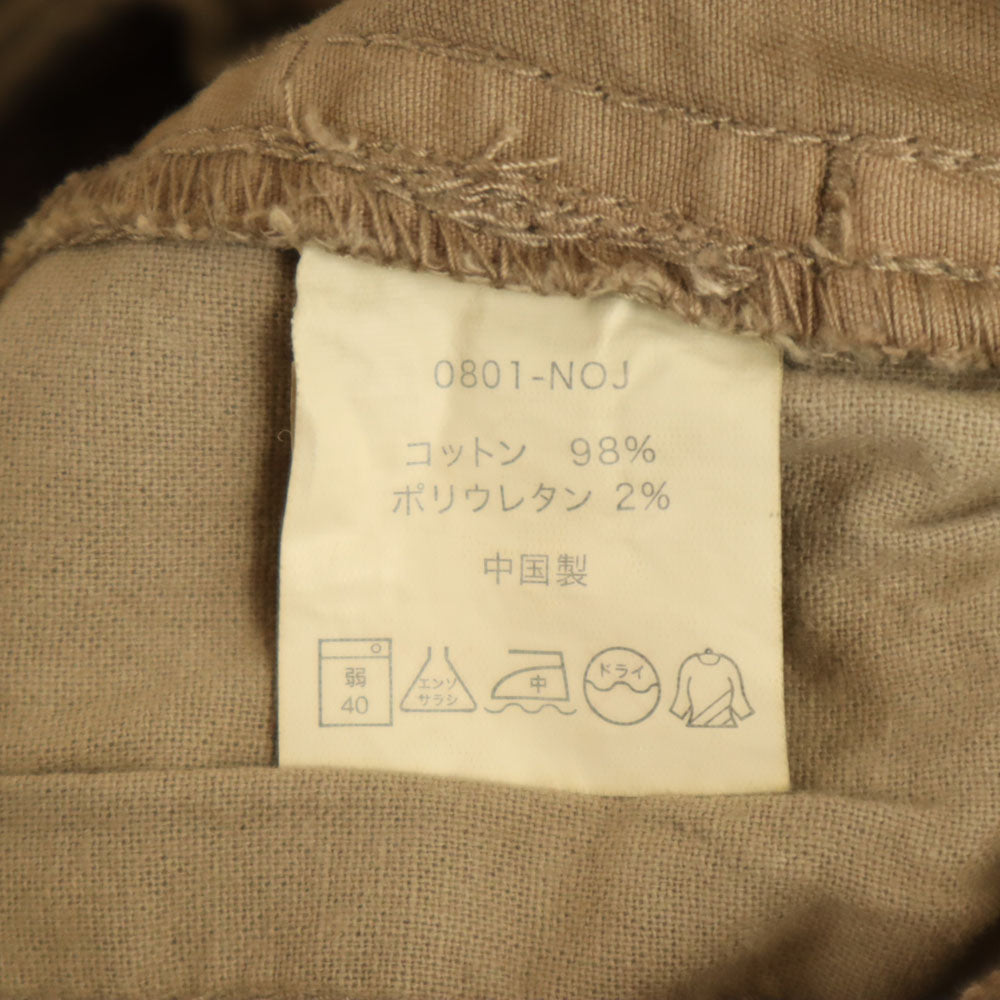 0801-NOJ
コットン 98%
ポリウレタン 2%
中国製
弱
40
エンソ
サラシ
中
ドライ